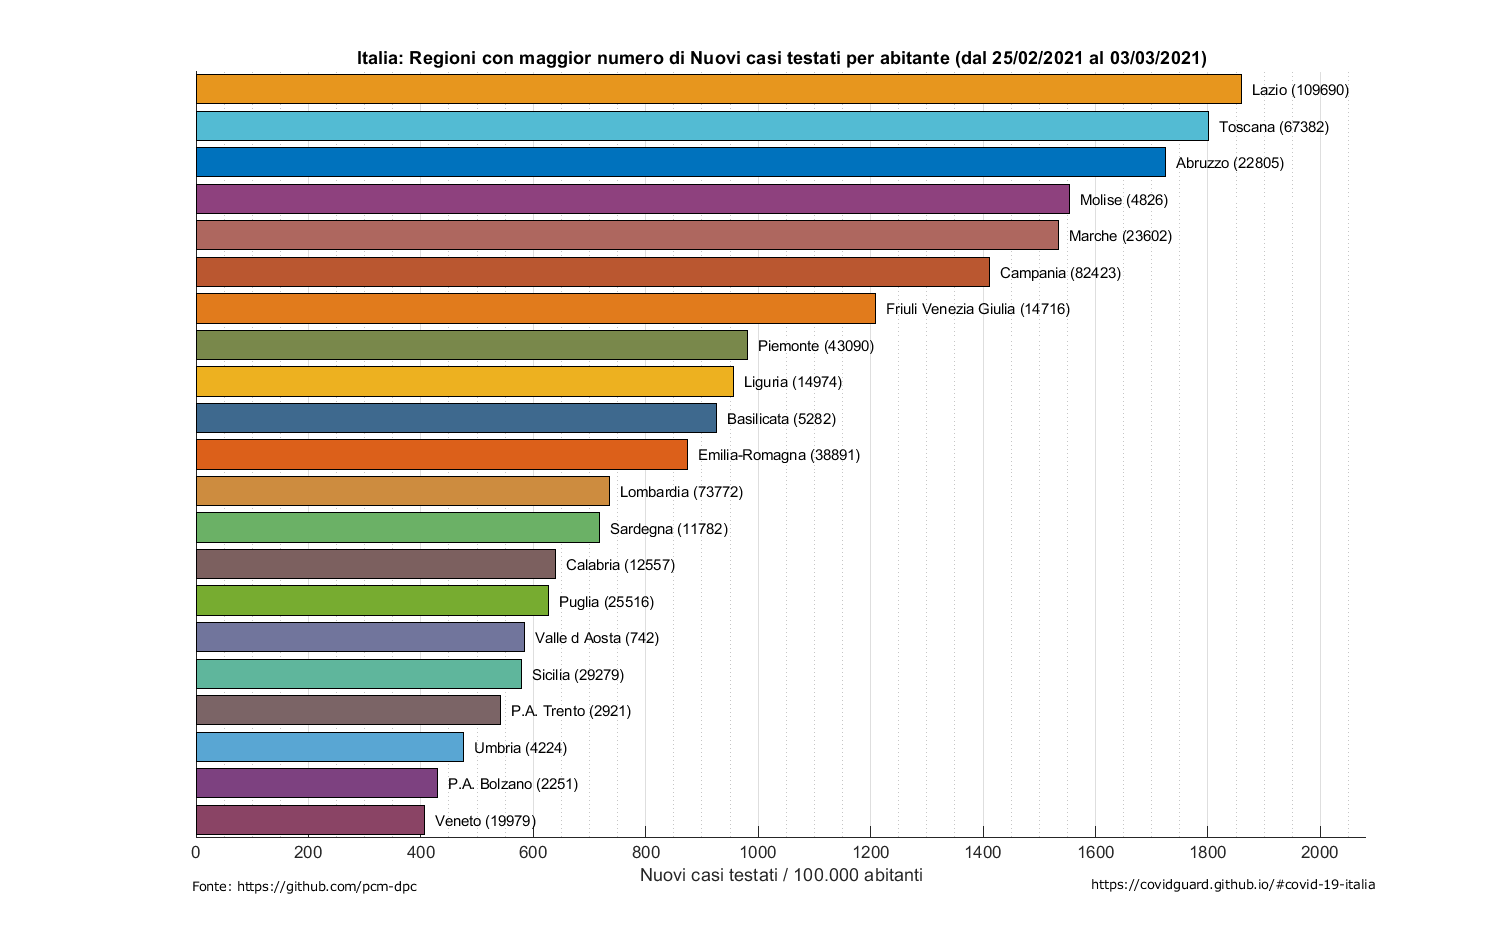 Italia: Regioni con maggior numero di Nuovi casi testati per abitante (dal 25/02/2021 al 03/03/2021)
Lazio (109690)
Toscana (67382)
Abruzzo (22805)
Molise (4826)
Marche (23602)
Campania (82423)
Friuli Venezia Giulia (14716)
Piemonte (43090)
Liguria (14974)
Basilicata (5282)
Emilia-Romagna (38891)
Lombardia (73772)
Sardegna (11782)
Calabria (12557)
Puglia (25516)
Valle d Aosta (742)
Sicilia (29279)
P.A. Trento (2921)
Umbria (4224)
P.A. Bolzano (2251)
Veneto (19979)
0 200 400 600 800 1000 1200 1400 1600 1800 2000
Nuovi casi testati / 100.000 abitanti
Fonte: https://github.com/pcm-dpc
https://covidguard.github.io/#covid-19-italia